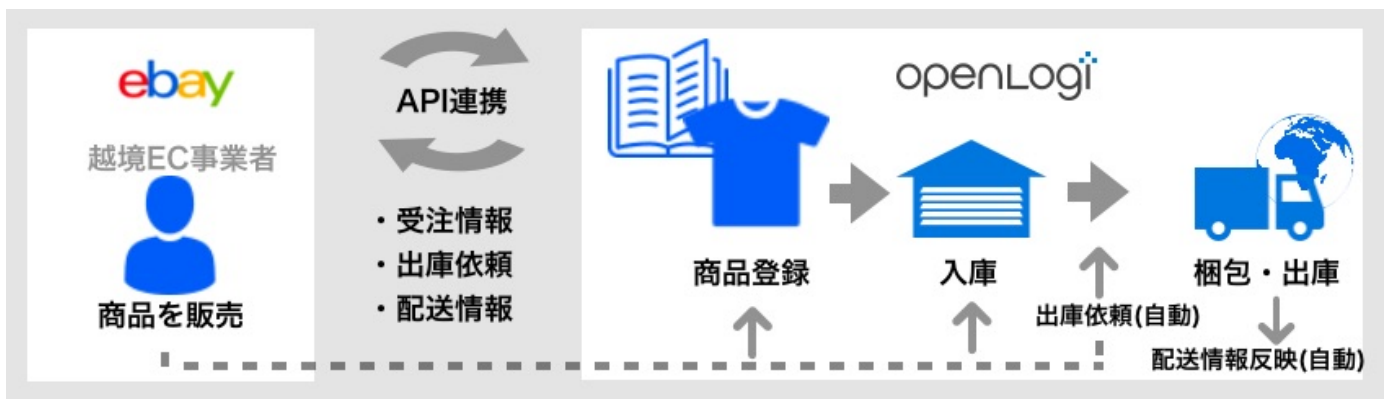 ebay
越境EC事業者
商品を販売
API連携
・受注情報
・出庫依頼
・配送情報
openLogi
商品登録
入庫
梱包・出庫
出庫依頼(自動)
配送情報反映(自動)